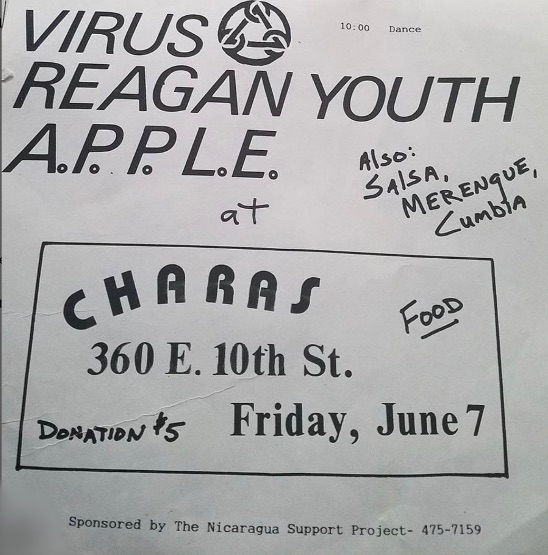 VIRUS
10:00 Dance
REAGAN YOUTH
A.P.P.L.E.
Also:
SALSA,
MERENQUE,
Cumbia
at
CHARAS
FOOD
360 E. 10th St.
DONATION $5
Friday, June 7
Sponsored by The Nicaragua Support Project- 475-7159